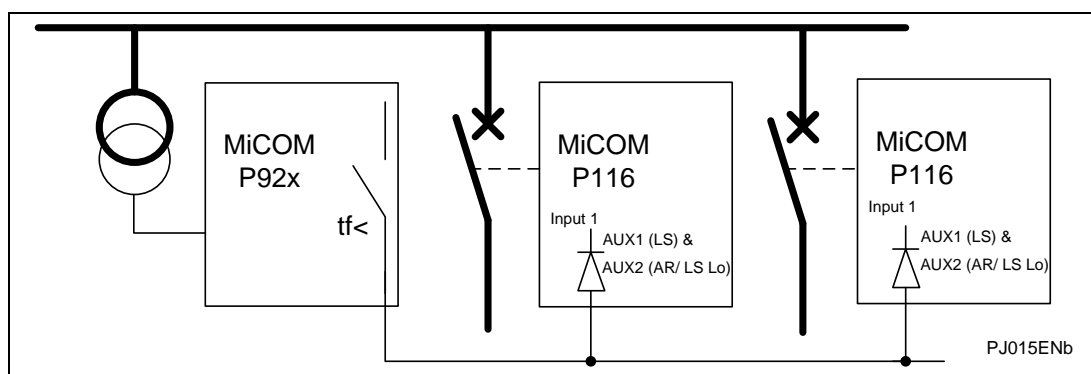 MiCOM
P92x
tf<
MiCOM
P116
Input 1
AUX1 (LS) &
AUX2 (AR/ LS Lo)
MiCOM
P116
Input 1
AUX1 (LS) &
AUX2 (AR/ LS Lo)
PJ015ENb